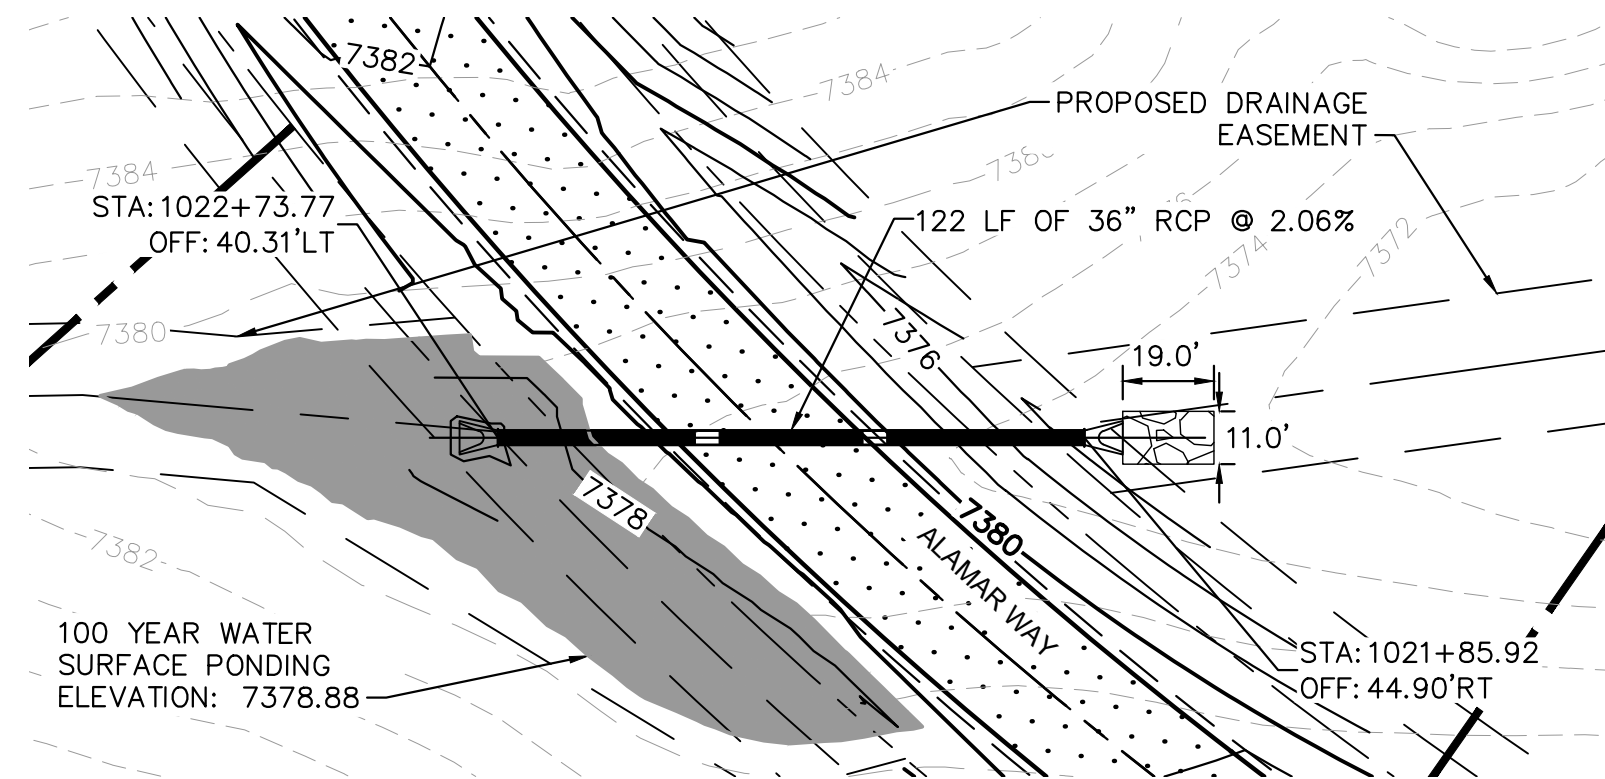 7382
7384
PROPOSED DRAINAGE
EASEMENT
7384
STA: 1022+73.77
OFF: 40.31'LT
122 LF OF 36" RCP @ 2.06%
7374
7372
7380
7376
19.0'
11.0'
7378
7380
ALAMAR WAY
7382
100 YEAR WATER
SURFACE PONDING
ELEVATION: 7378.88
STA: 1021+85.92
OFF: 44.90'RT